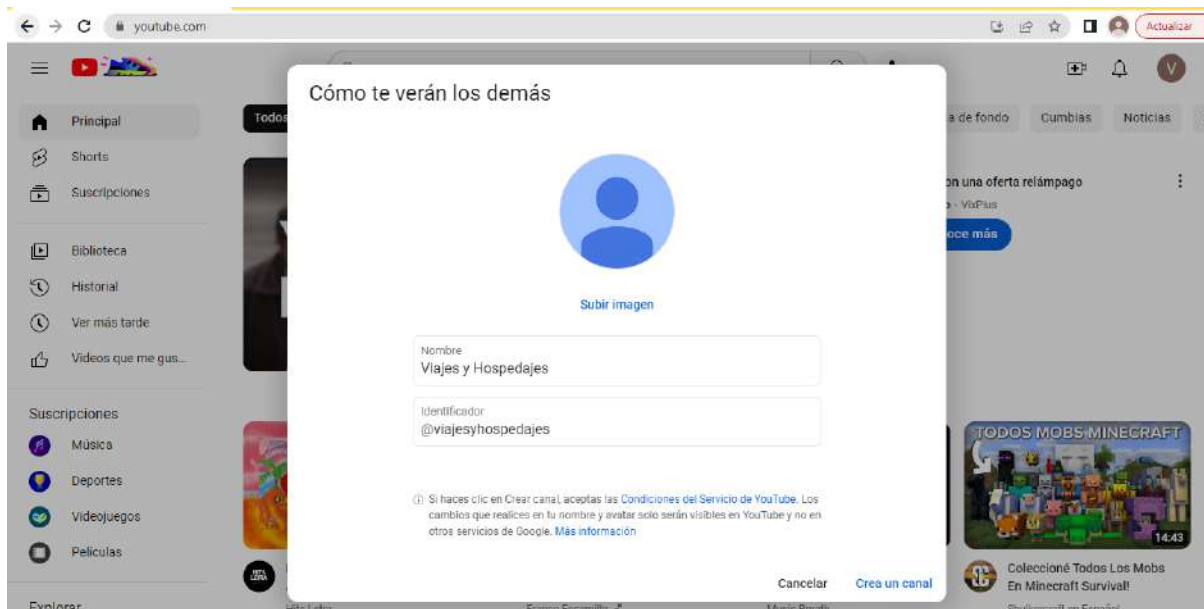 youtube.com
Actualizar
V
Cómo te verán los demás
Principal
Todos
a de fondo
Cumbias
Noticias
Shorts
Suscripciones
on una oferta relámpago
VixPlus
oce más
Biblioteca
Historial
Subir imagen
Ver más tarde
Videos que me gus...
Nombre
Viajes y Hospedajes
Identificador
@viajesyhospedajes
Suscripciones
Música
Deportes
Videojuegos
Películas
TODOS MOBS MINECRAFT
14:43
Si haces clic en Crear canal, aceptas las Condiciones del Servicio de YouTube. Los
cambios que realices en tu nombre y avatar solo serán visibles en YouTube y no en
otros servicios de Google. Más información
Cancelar
Crea un canal
Coleccioné Todos Los Mobs
En Minecraft Survival!
Explorar